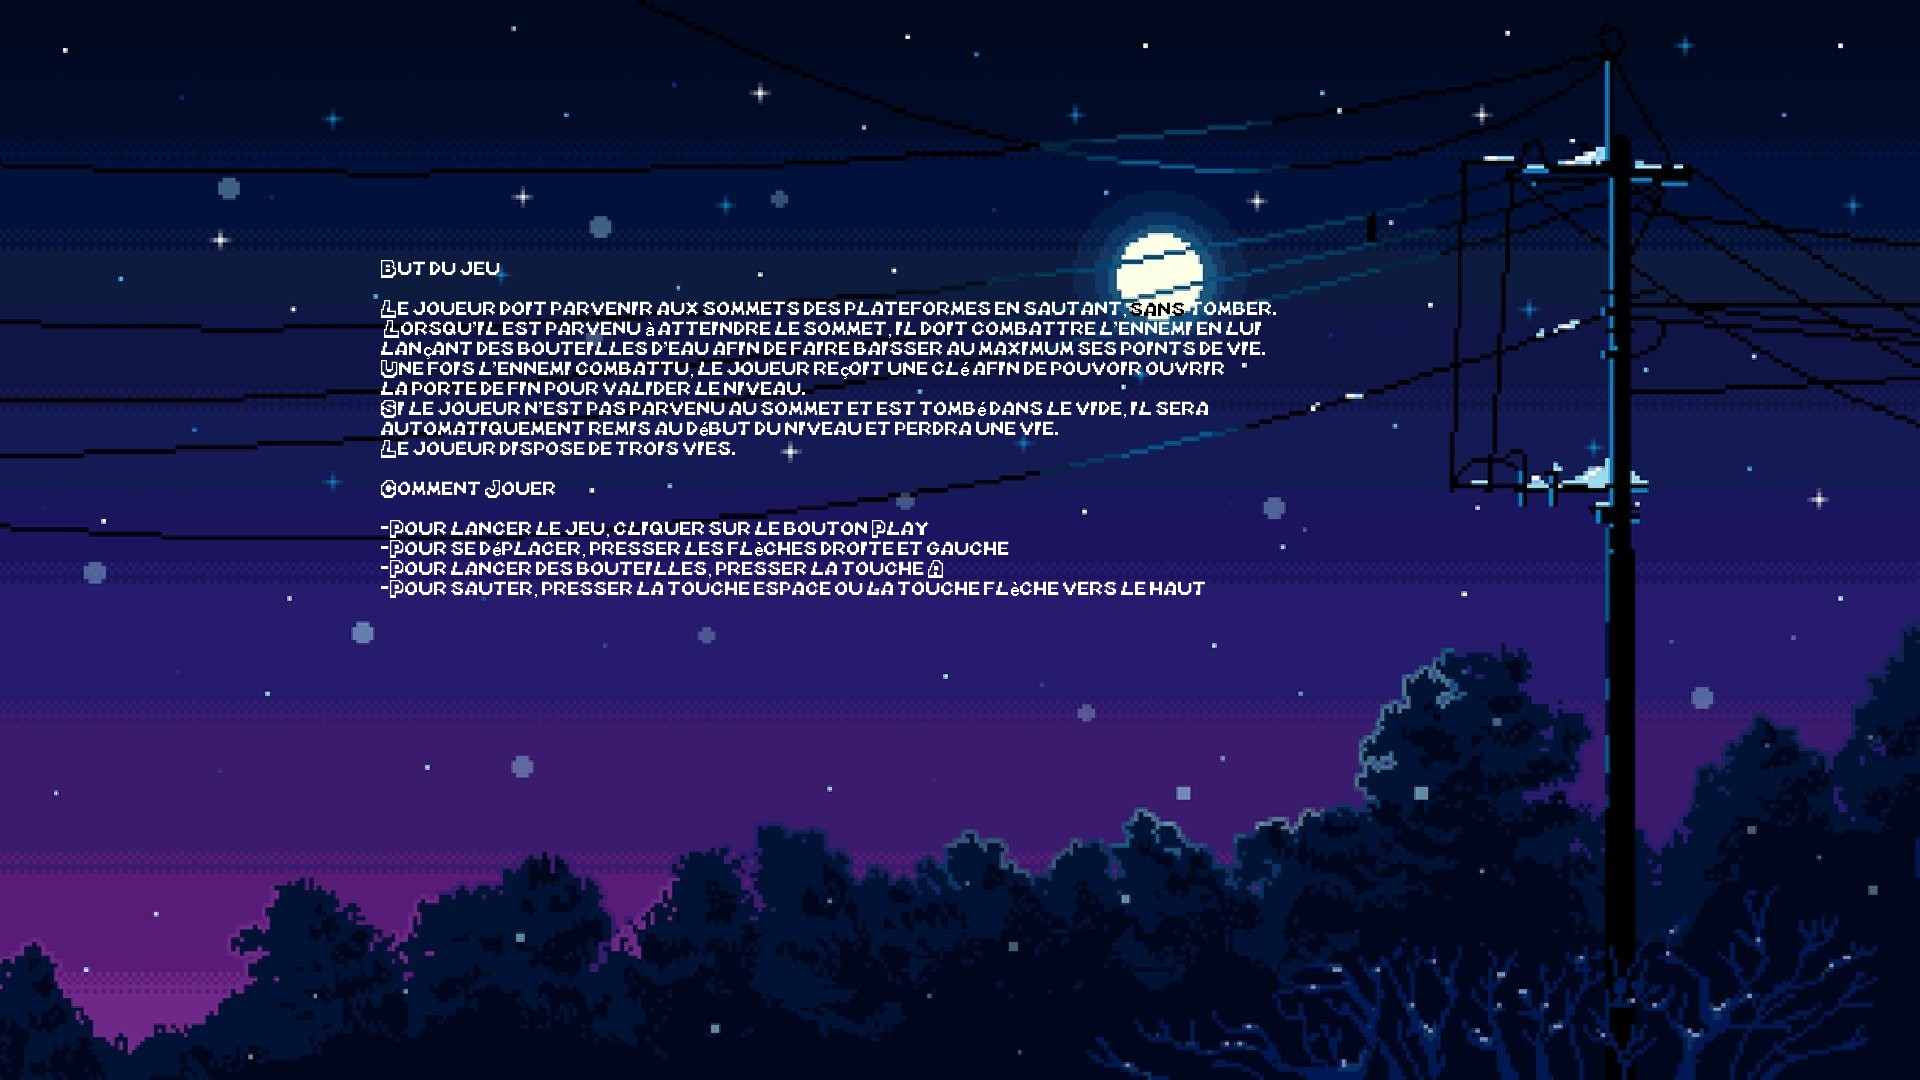 But du jeu
Le joueur doit parvenir aux sommets des plateformes en sautant, sans tomber.
Lorsqu'il est parvenu à atteindre le sommet, il doit combattre l'ennemi en lui
lançant des bouteilles d'eau afin de faire baisser au maximum ses points de vie.
Une fois l'ennemi combattu, le joueur reçoit une clé afin de pouvoir ouvrir
la porte de fin pour valider le niveau.
Si le joueur n'est pas parvenu au sommet et est tombé dans le vide, il sera
automatiquement remis au début du niveau et perdra une vie.
Le joueur dispose de trois vies.
Comment Jouer
-Pour lancer le jeu, cliquer sur le bouton Play
-Pour se déplacer, presser les flèches droite et gauche
-Pour lancer des bouteilles, presser la touche A
-Pour sauter, presser la touche espace ou la touche flèche vers le haut